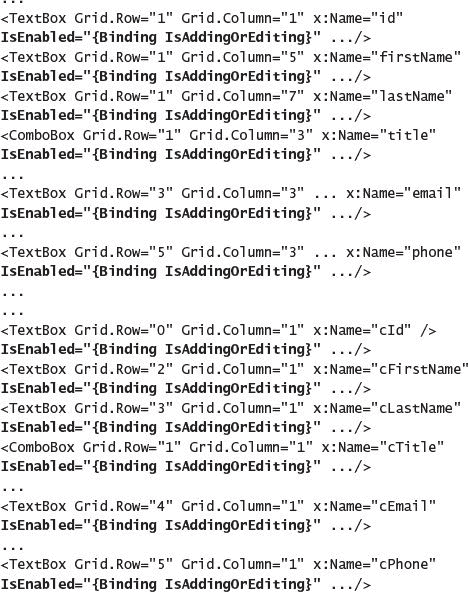 ...
<TextBox Grid.Row="1" Grid.Column="1" x:Name="id"
IsEnabled="{Binding IsAddingOrEditing}" .../>
<TextBox Grid.Row="1" Grid.Column="5" x:Name="firstName"
IsEnabled="{Binding IsAddingOrEditing}" .../>
<TextBox Grid.Row="1" Grid.Column="7" x:Name="lastName"
IsEnabled="{Binding IsAddingOrEditing}" .../>
<ComboBox Grid.Row="1" Grid.Column="3" x:Name="title"
IsEnabled="{Binding IsAddingOrEditing}" .../>
...
<TextBox Grid.Row="3" Grid.Column="3" ... x:Name="email"
IsEnabled="{Binding IsAddingOrEditing}" .../>
...
<TextBox Grid.Row="5" Grid.Column="3" ... x:Name="phone"
IsEnabled="{Binding IsAddingOrEditing}" .../>
...
...
<TextBox Grid.Row="0" Grid.Column="1" x:Name="cId" />
IsEnabled="{Binding IsAddingOrEditing}" .../>
<TextBox Grid.Row="2" Grid.Column="1" x:Name="cFirstName"
IsEnabled="{Binding IsAddingOrEditing}" .../>
<TextBox Grid.Row="3" Grid.Column="1" x:Name="cLastName"
IsEnabled="{Binding IsAddingOrEditing}" .../>
<ComboBox Grid.Row="1" Grid.Column="1" x:Name="cTitle"
IsEnabled="{Binding IsAddingOrEditing}" .../>
...
<TextBox Grid.Row="4" Grid.Column="1" x:Name="cEmail"
IsEnabled="{Binding IsAddingOrEditing}" .../>
...
<TextBox Grid.Row="5" Grid.Column="1" x:Name="cPhone"
IsEnabled="{Binding IsAddingOrEditing}" .../>